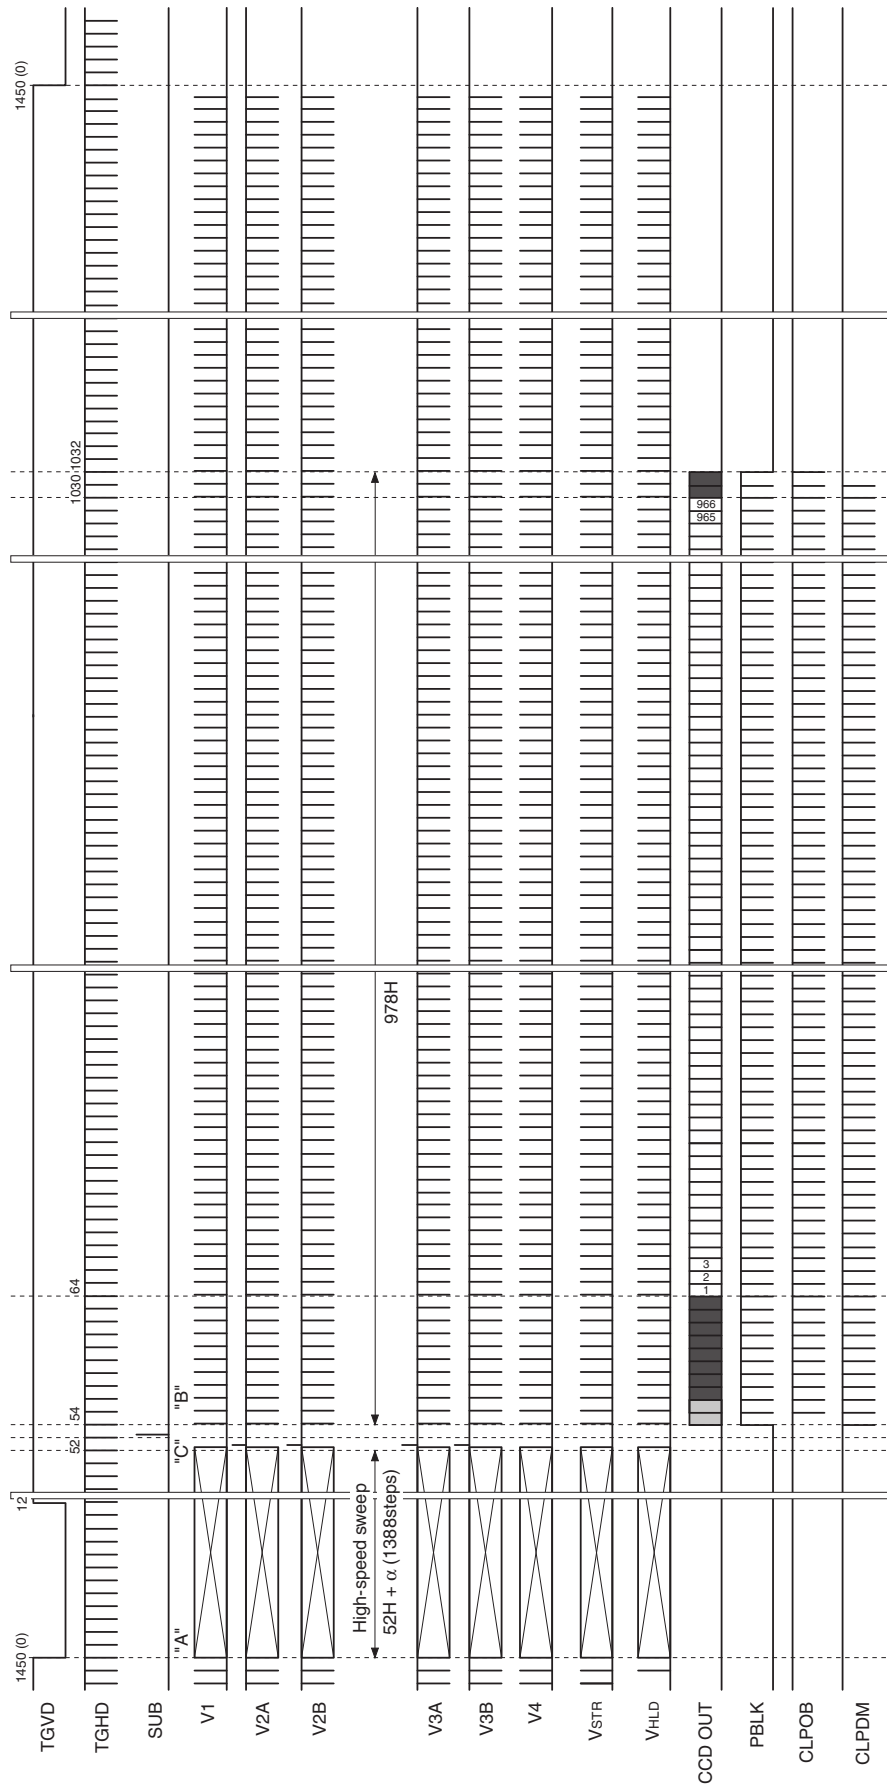 TGVD
TGHD
SUB
V1
V2A
V2B
V3A
V3B
V4
VSTR
VHLD
CCD OUT
PBLK
CLPOB
CLPDM
1450 (0)
12
52
54
64
1030
1032
1450 (0)
"A"
"C"
"B"
High-speed sweep
52H + α (1388steps)
978H
1
2
3
965
966